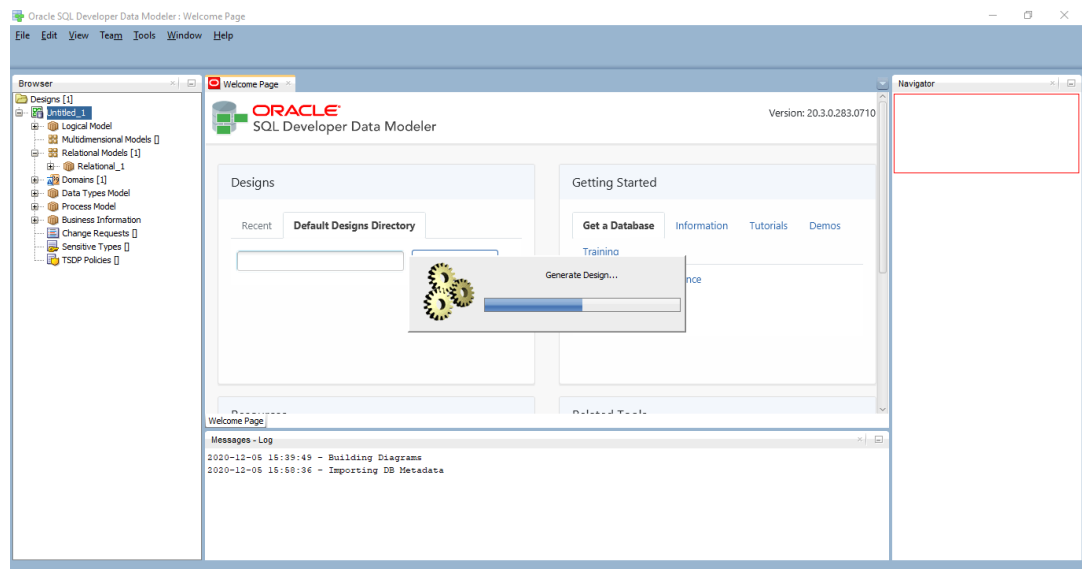 Oracle SQL Developer Data Modeler : Welcome Page
File Edit View Team Tools Window Help
Browser
Designs [1]
Untitled_1
Logical Model
Multidimensional Models []
Relational Models [1]
Relational_1
Domains [1]
Data Types Model
Process Model
Business Information
Change Requests []
Sensitive Types []
TSDP Policies []
Welcome Page
ORACLE
SQL Developer Data Modeler
Version: 20.3.0.283.0710
Designs
Recent Default Designs Directory
Getting Started
Get a Database Information Tutorials Demos
Training
Generate Design...
Welcome Page
Messages - Log
2020-12-05 15:39:49 - Building Diagrams
2020-12-05 15:58:36 - Importing DB Metadata
Navigator